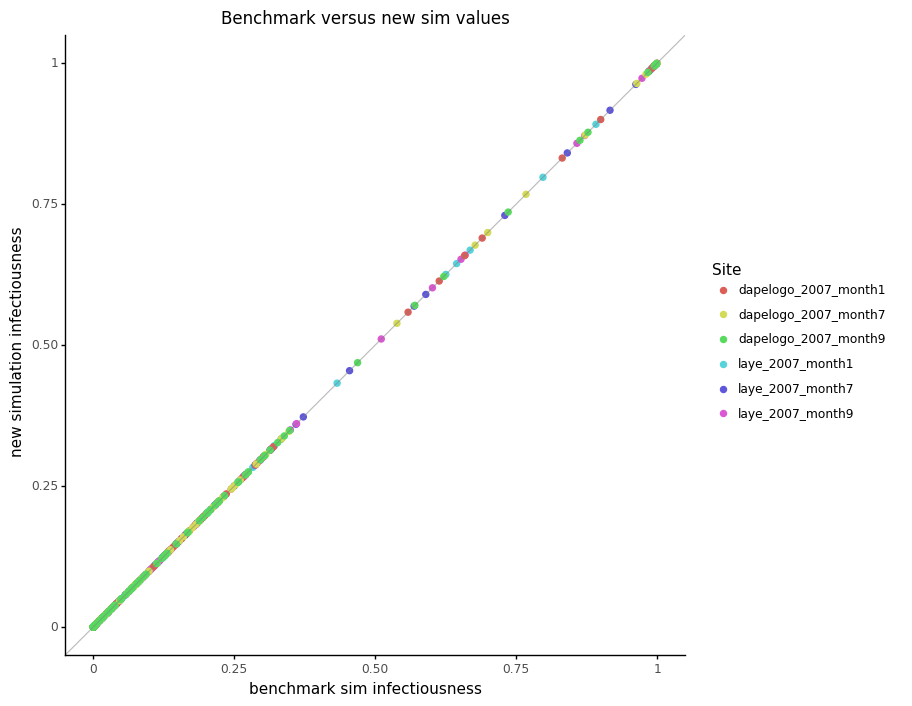 Benchmark versus new sim values
new simulation infectiousness
1
0.75
0.50
0.25
0
0
0.25
0.50
0.75
1
benchmark sim infectiousness
Site
dapelogo_2007_month1
dapelogo_2007_month7
dapelogo_2007_month9
laye_2007_month1
laye_2007_month7
laye_2007_month9